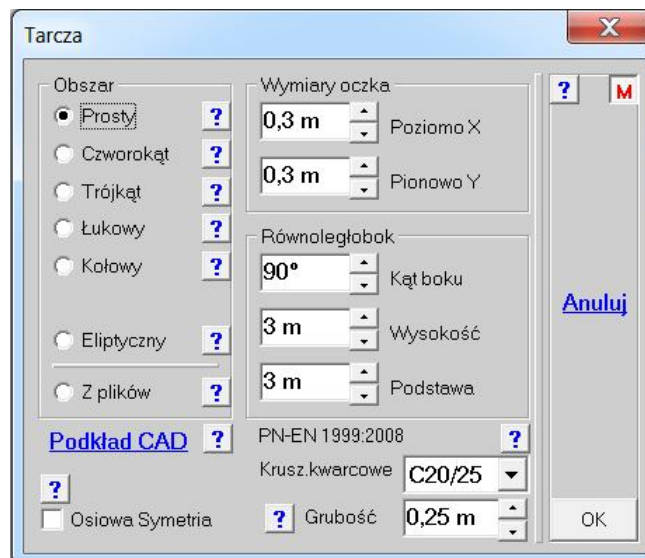 Tarcza
X
Obszar
Prosty ?
Czworokąt ?
Trójkąt ?
Łukowy ?
Kołowy ?
Eliptyczny ?
Z plików ?
Podkład CAD ?
?
Osiowa Symetria
Wymiary oczka
0,3 m Poziomo X
0,3 m Pionowo Y
Równoległobok
90° Kąt boku
3 m Wysokość
3 m Podstawa
PN-EN 1999:2008 ?
Krusz.kwarcowe C20/25
? Grubość 0,25 m
? M
Anuluj
OK